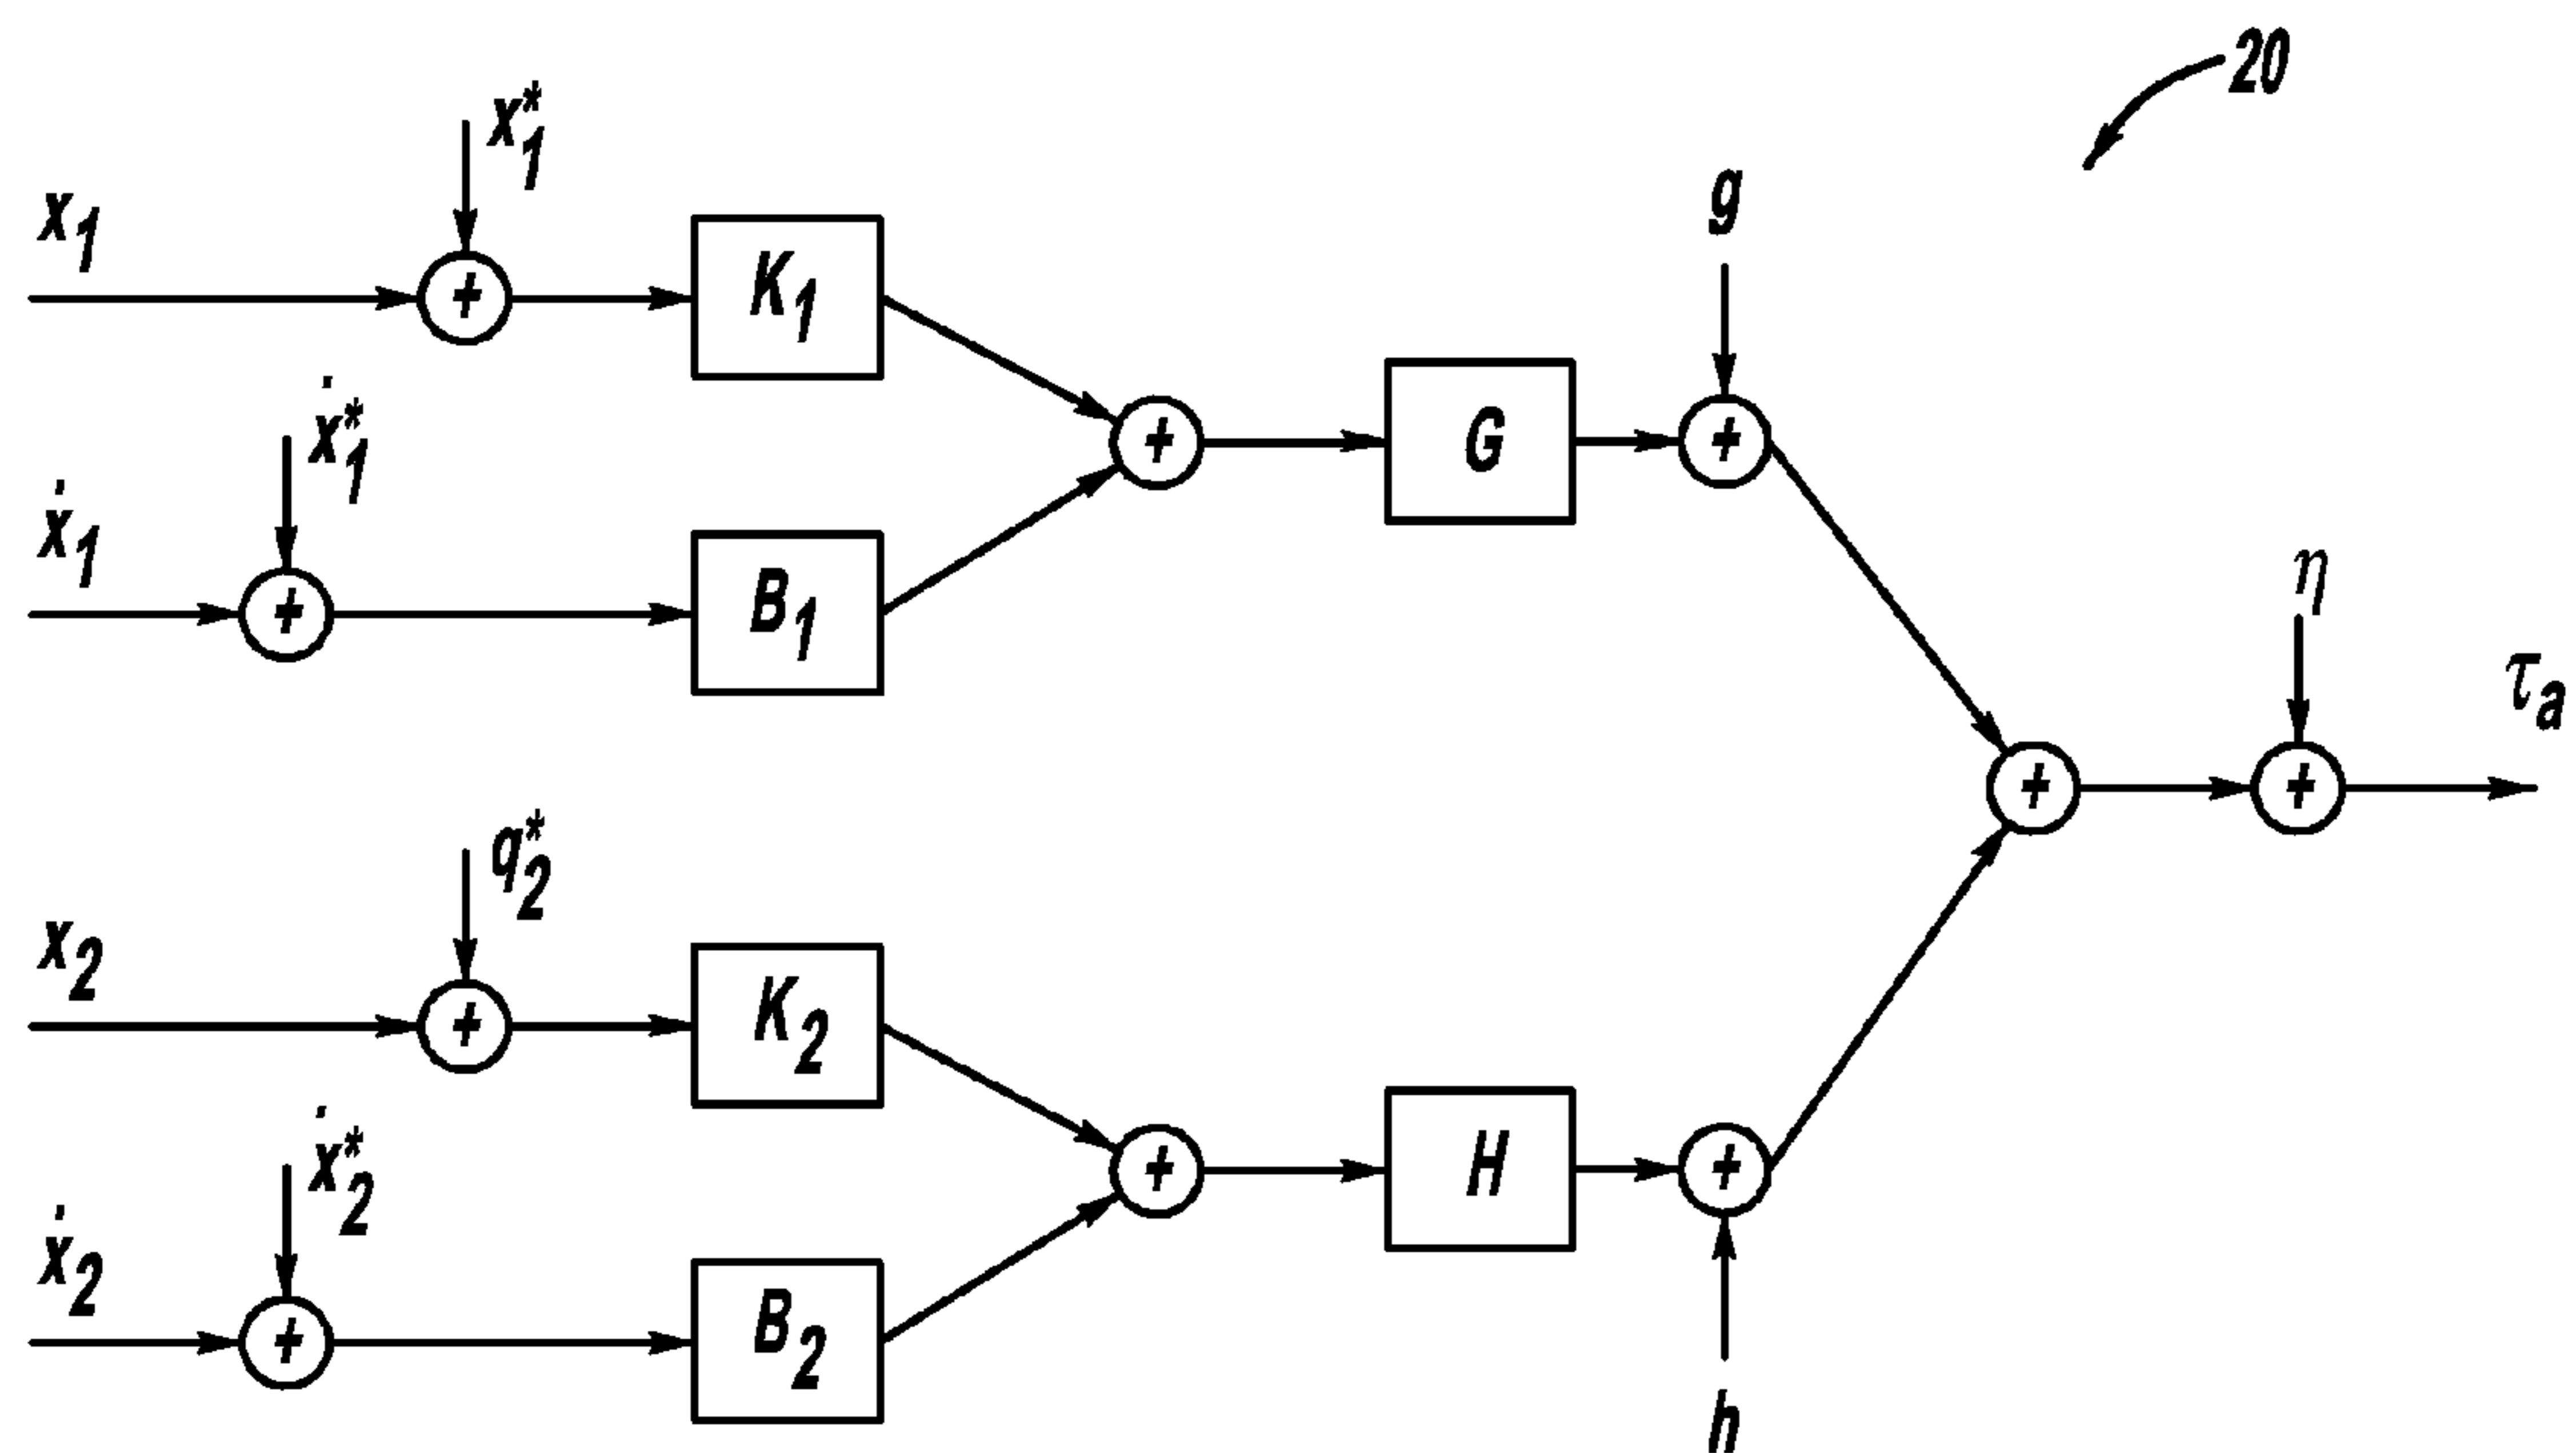 20
x₁*
x₁
+
K₁
g
ẋ₁*
+
G
+
ẋ₁
+
B₁
η
τₐ
q₂*
+
+
x₂
+
K₂
ẋ₂*
+
H
+
ẋ₂
+
B₂
h